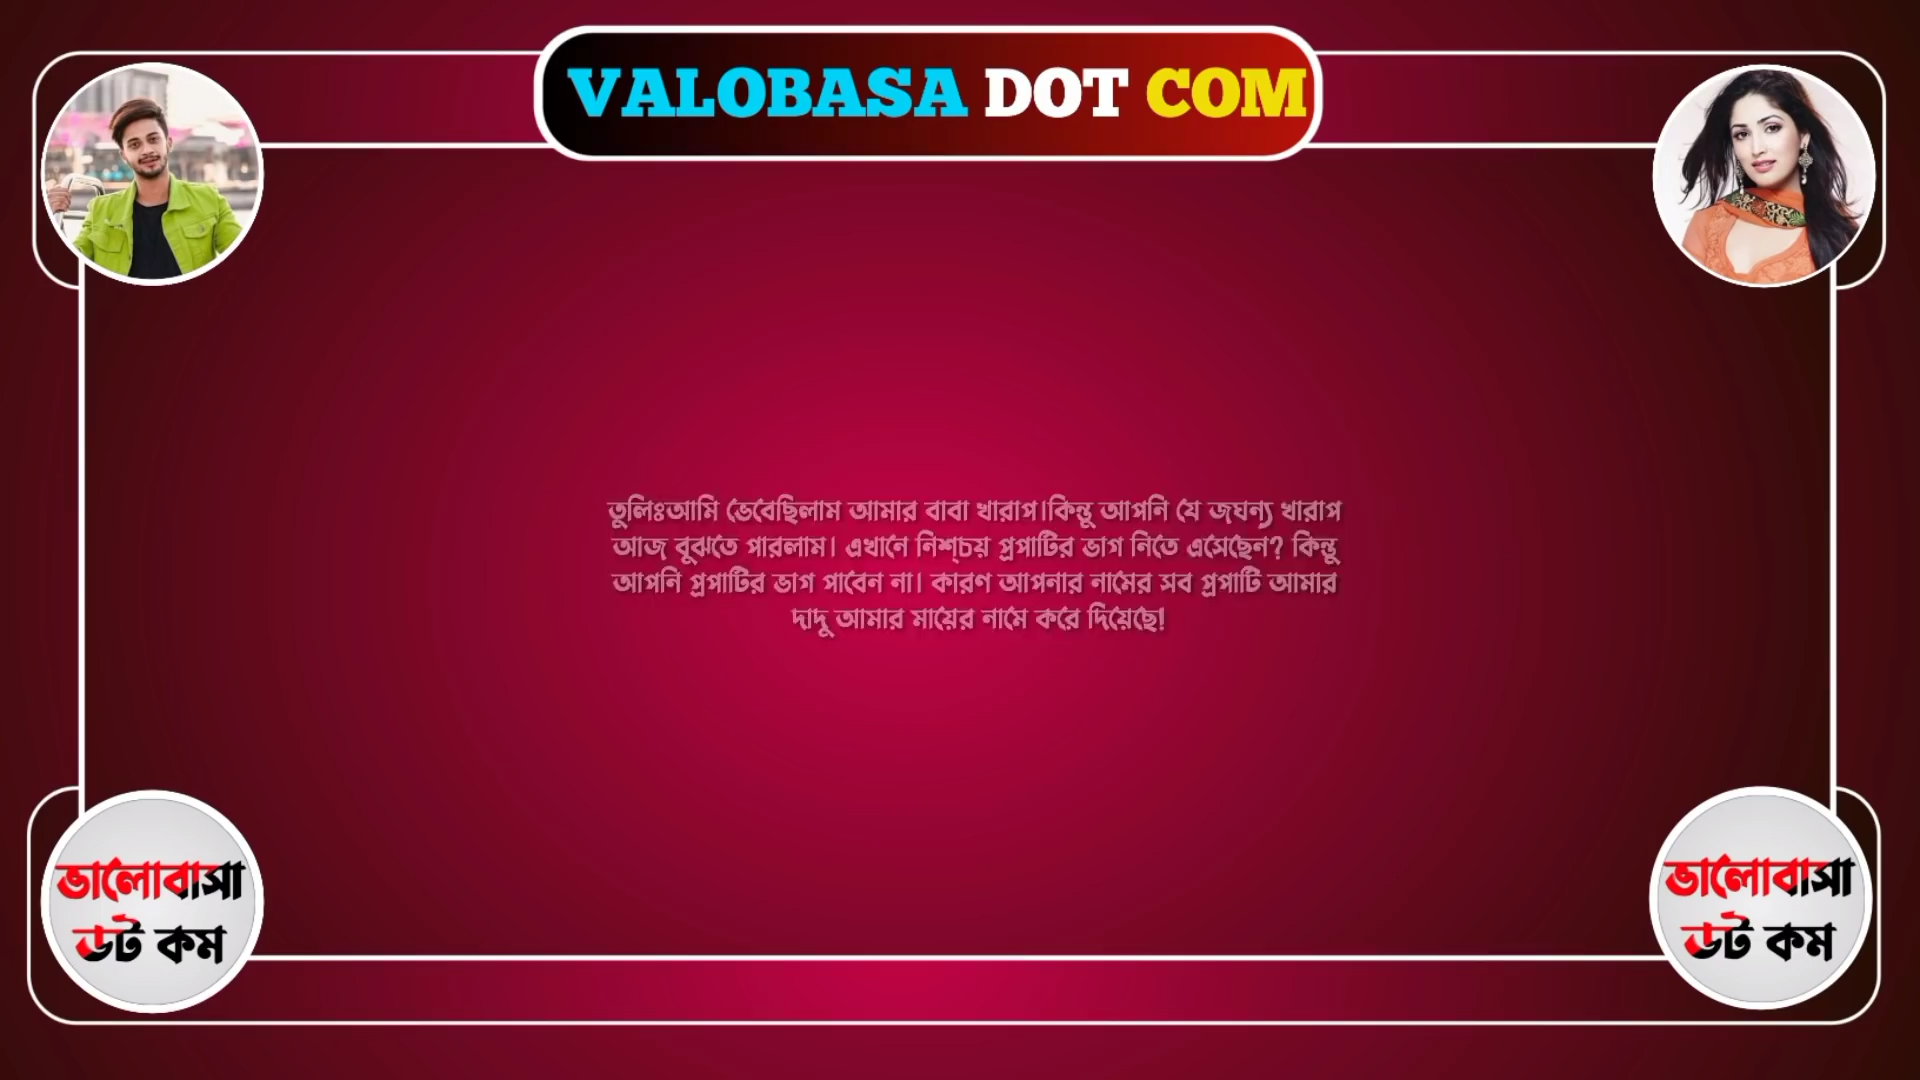 VALOBASA DOT COM
তুলিঃআমি ভেবেছিলাম আমার বাবা খারাপ।কিন্তু আপনি যে জঘন্য খারাপ
আজ বুঝতে পারলাম। এখানে নিশ্চয় প্রপাটির ভাগ নিতে এসেছেন? কিন্তু
আপনি প্রপাটির ভাগ পাবেন না। কারণ আপনার নামের সব প্রপাটি আমার
দাদু আমার মায়ের নামে করে দিয়েছে!
ভালোবাসা
ডট কম
ভালোবাসা
ডট কম